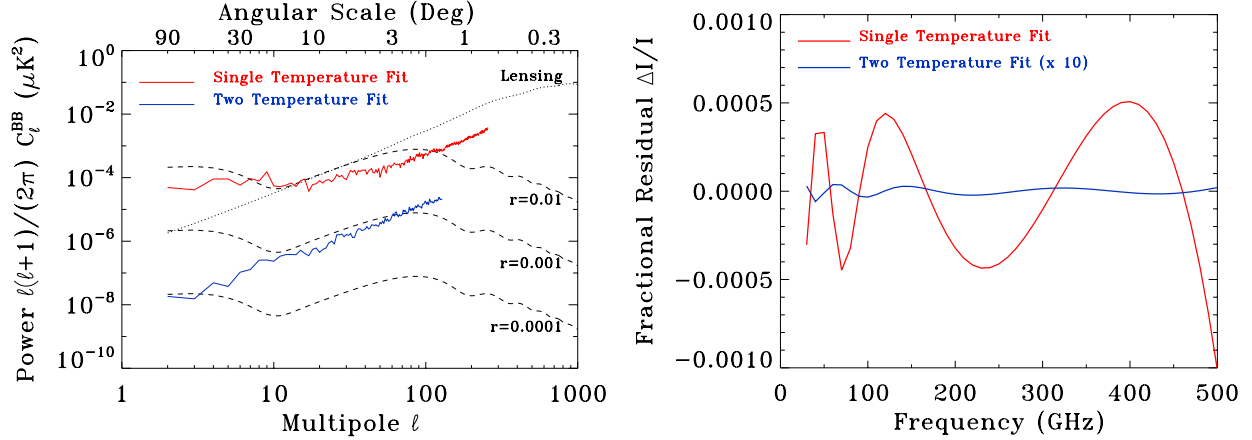 Angular Scale (Deg)
90 30 10 3 1 0.3
Power ℓ(ℓ+1)/(2π) C_ℓ^BB (μK²)
10^0
10^-2
10^-4
10^-6
10^-8
10^-10
Single Temperature Fit
Two Temperature Fit
Lensing
r=0.01
r=0.001
r=0.0001
1 10 100 1000
Multipole ℓ
Fractional Residual ΔI/I
0.0010
0.0005
0.0000
−0.0005
−0.0010
Single Temperature Fit
Two Temperature Fit (x 10)
0 100 200 300 400 500
Frequency (GHz)